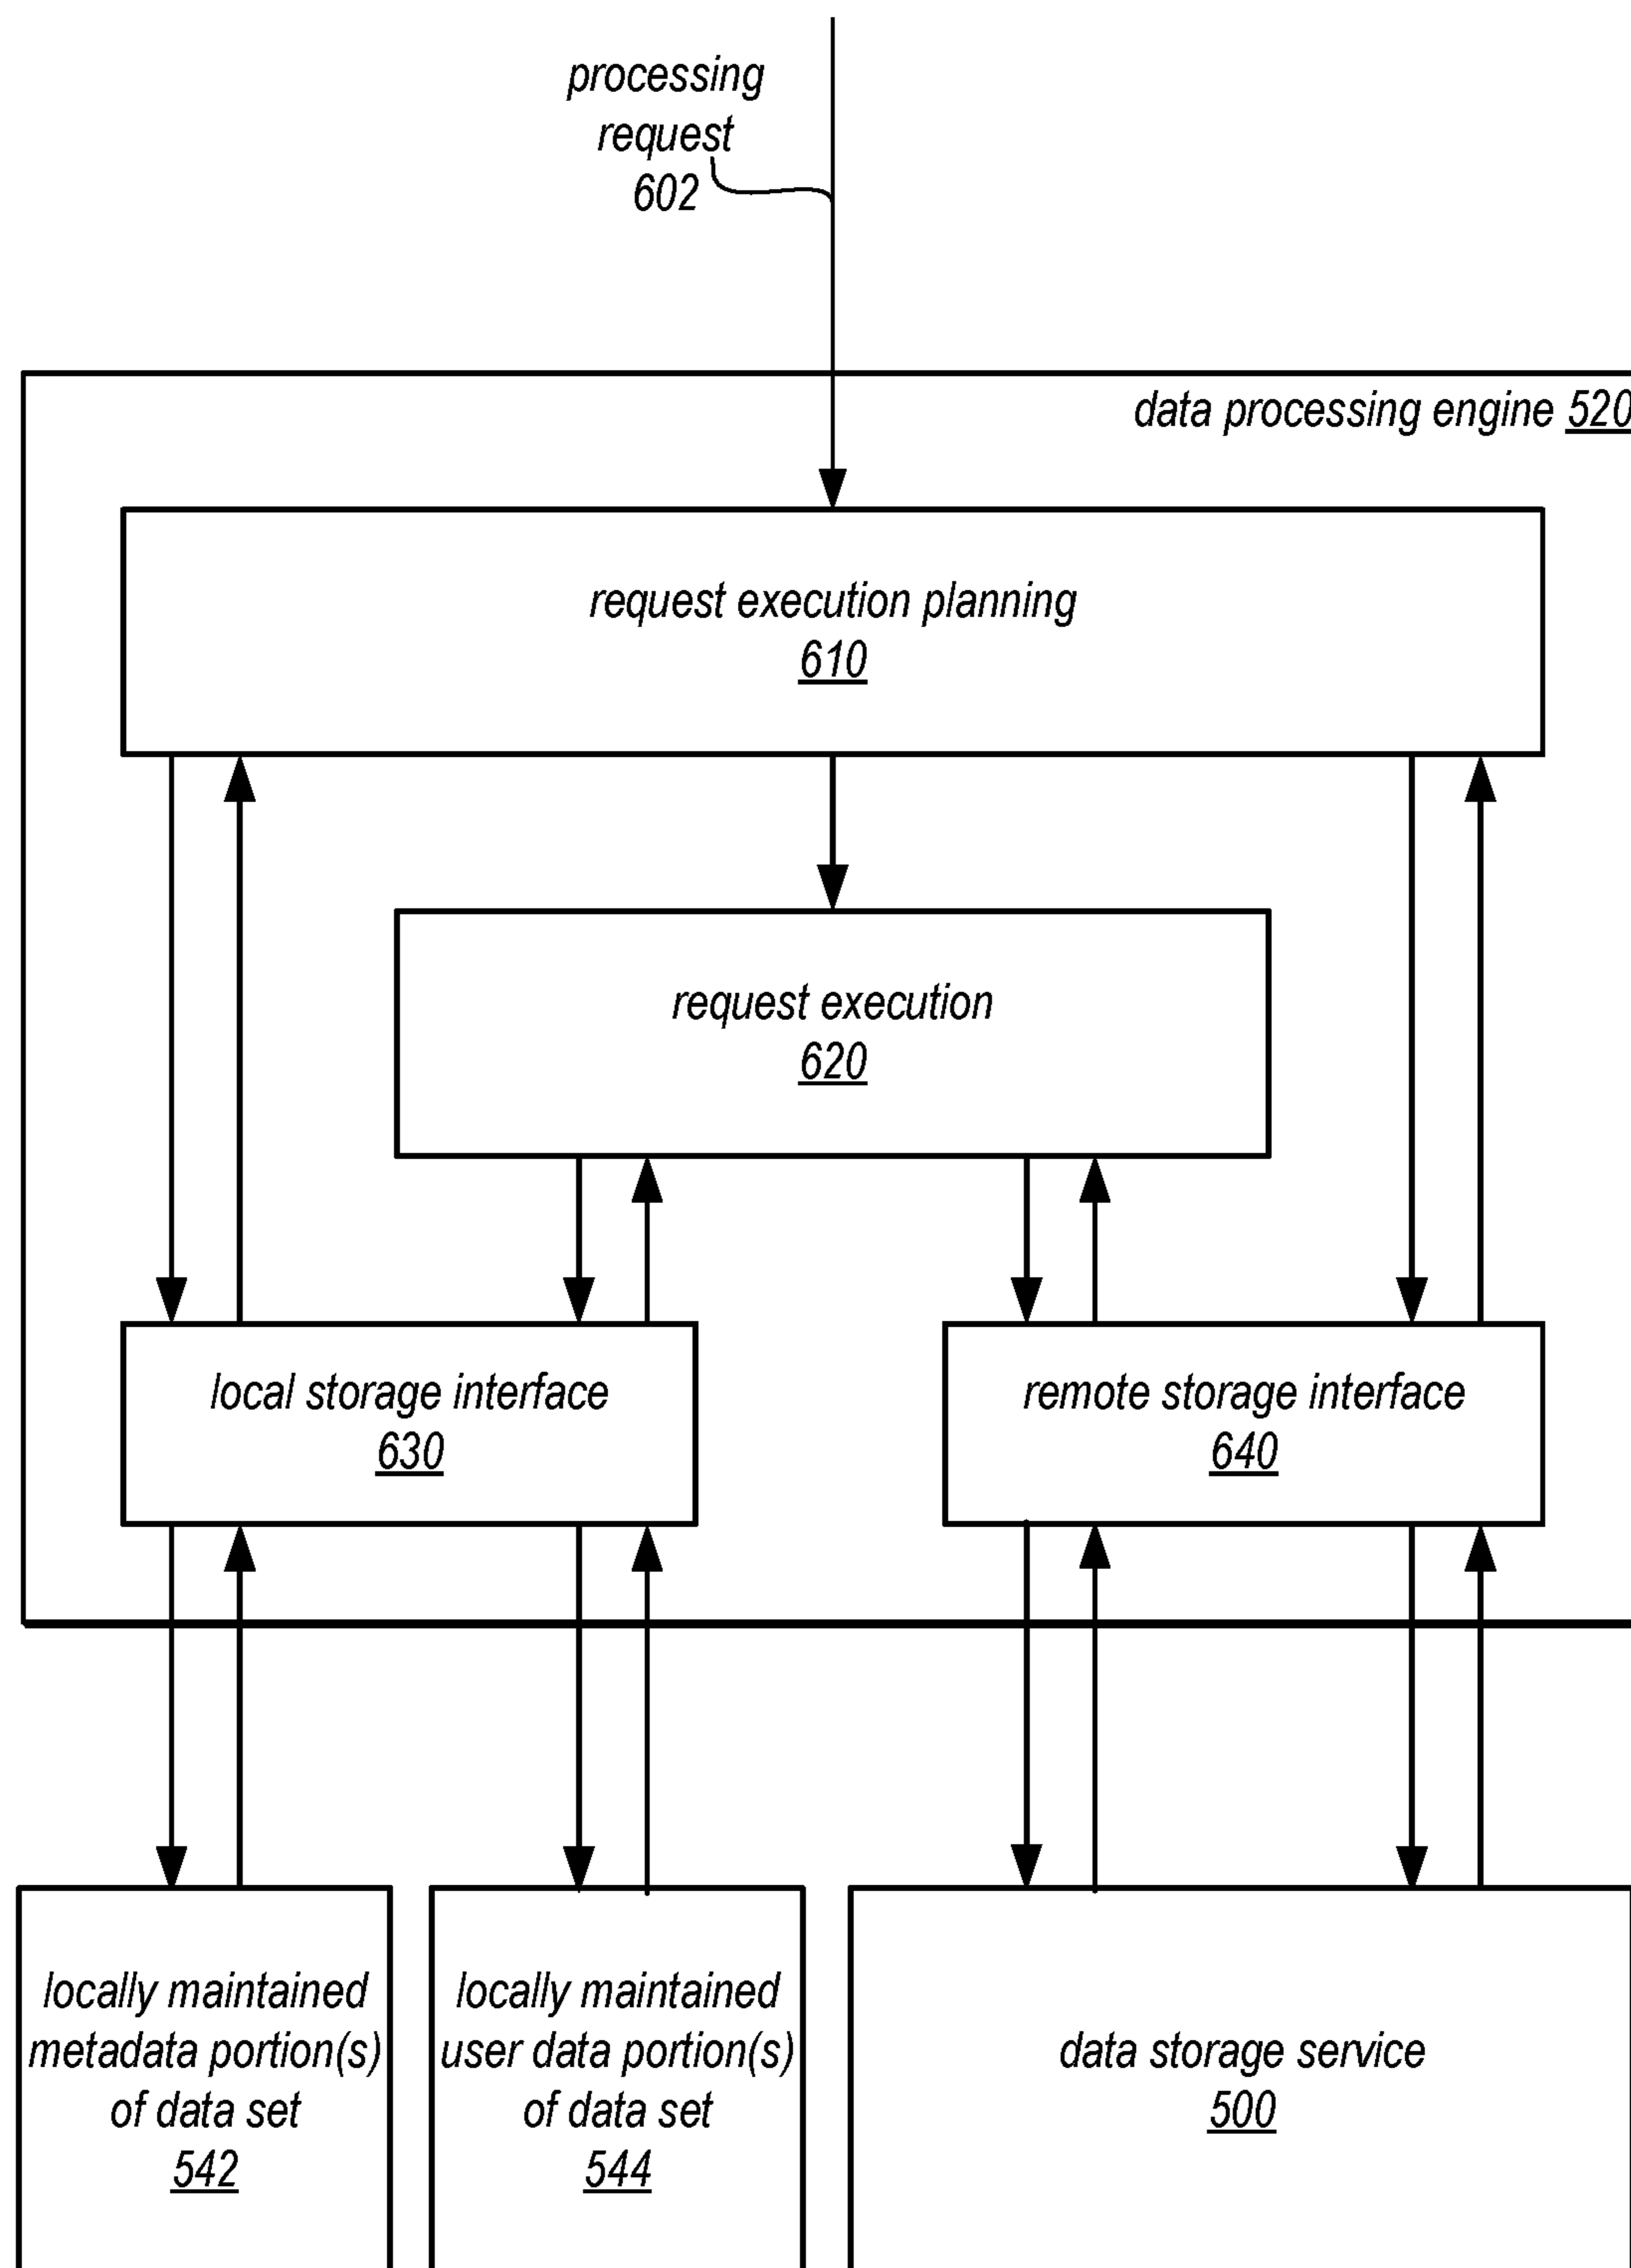 processing
request
602
data processing engine 520
request execution planning
610
request execution
620
local storage interface
630
remote storage interface
640
locally maintained
metadata portion(s)
of data set
542
locally maintained
user data portion(s)
of data set
544
data storage service
500